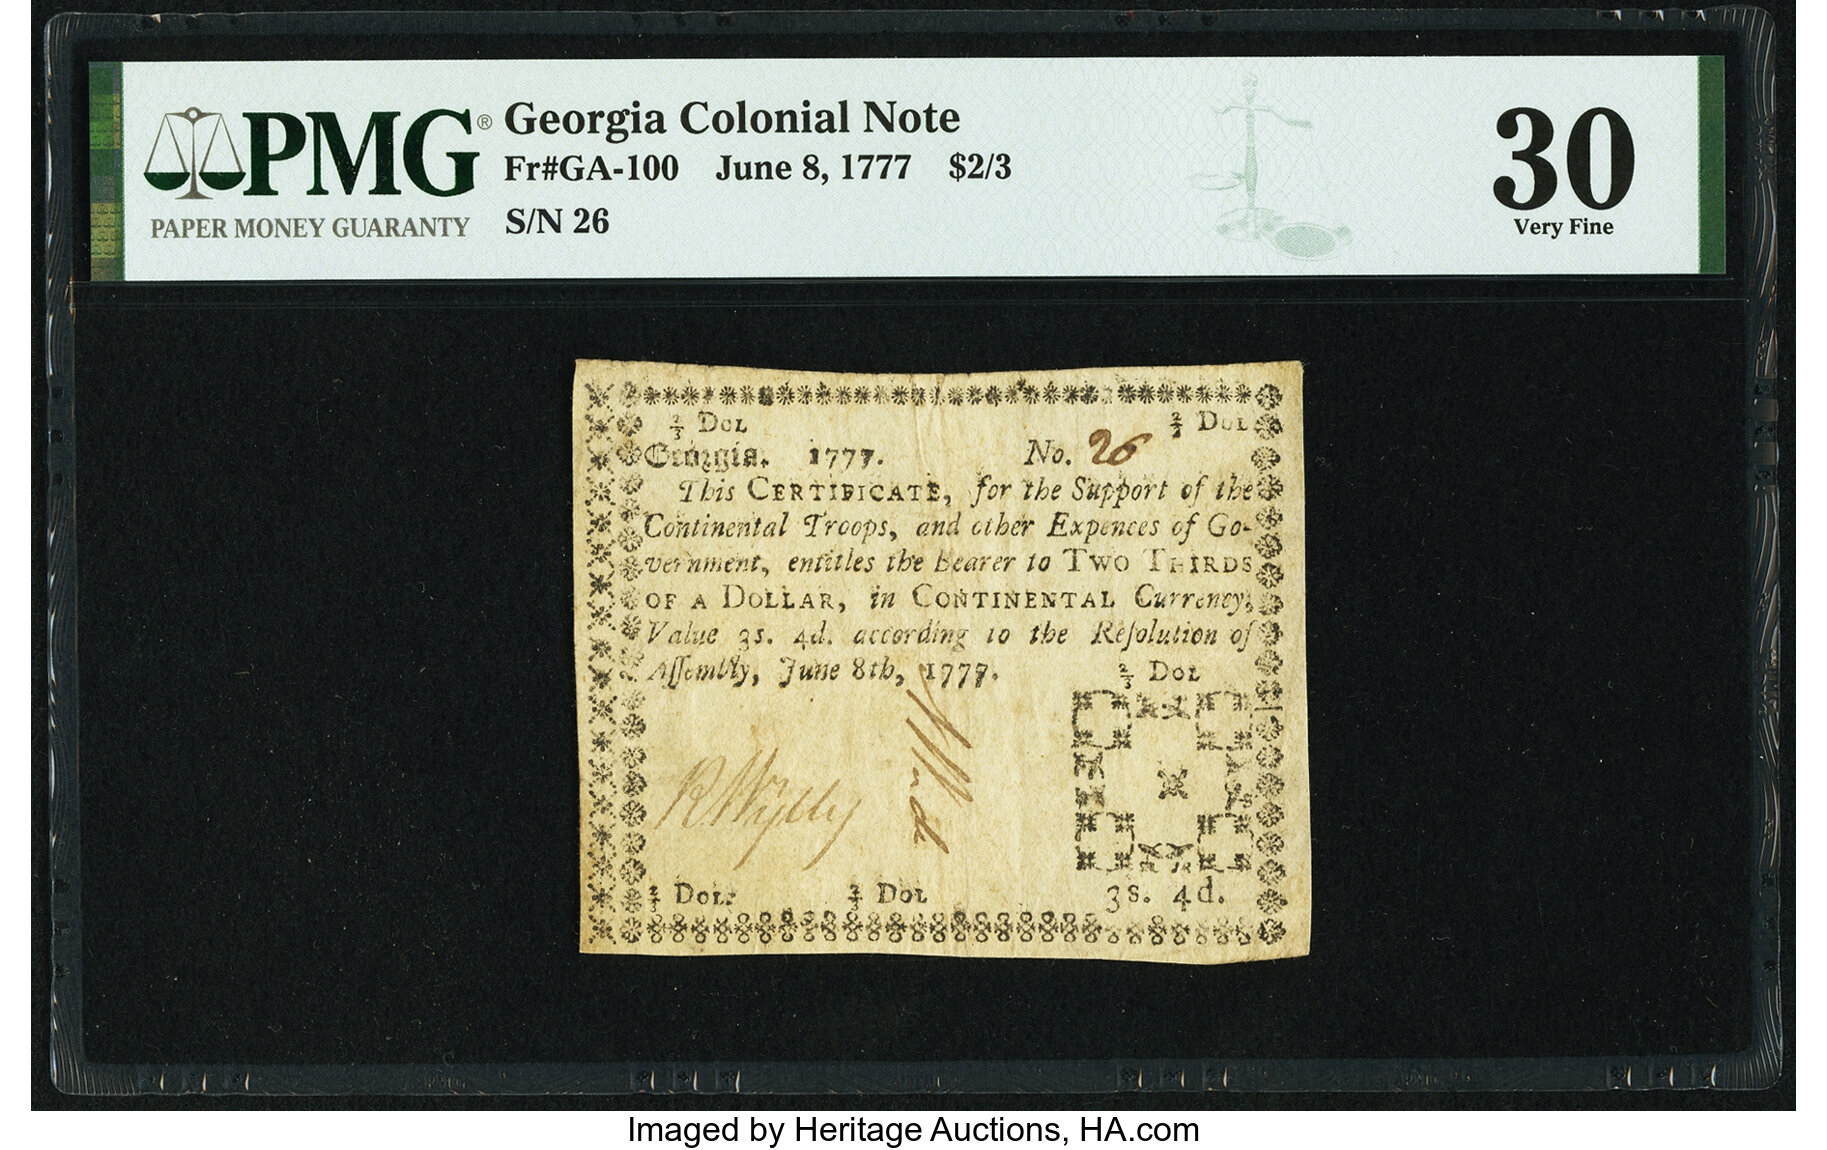 PMG®
PAPER MONEY GUARANTY
Georgia Colonial Note
Fr#GA-100 June 8, 1777 $2/3
S/N 26
30
Very Fine
⅔ Dol ⅔ Dol
Georgia. 1777. No. 26
This CERTIFICATE, for the Support of the
Continental Troops, and other Expences of Go-
vernment, entitles the Bearer to TWO THIRDS
OF A DOLLAR, in CONTINENTAL Currency,
Value 3s. 4d. according to the Reſolution of
Aſſembly, June 8th, 1777.
⅔ Dol
R Wylly
⅔ Dol. ⅔ Dol 3s. 4d.
Imaged by Heritage Auctions, HA.com